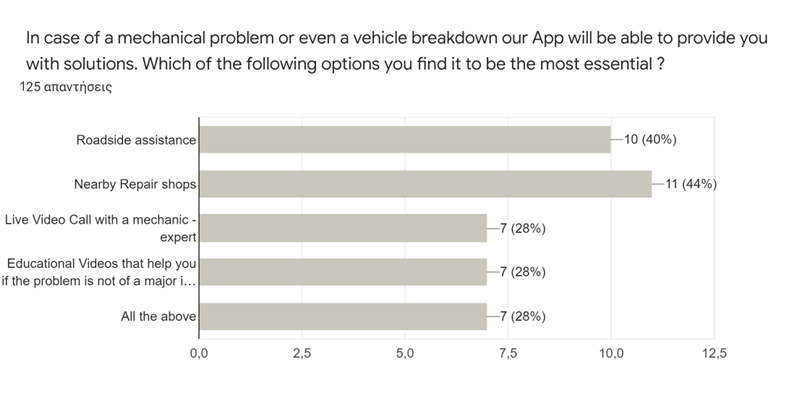 In case of a mechanical problem or even a vehicle breakdown our App will be able to provide you
with solutions. Which of the following options you find it to be the most essential ?
125 απαντήσεις
Roadside assistance
10 (40%)
Nearby Repair shops
11 (44%)
Live Video Call with a mechanic -
expert
7 (28%)
Educational Videos that help you
if the problem is not of a major i…
7 (28%)
All the above
7 (28%)
0,0 2,5 5,0 7,5 10,0 12,5